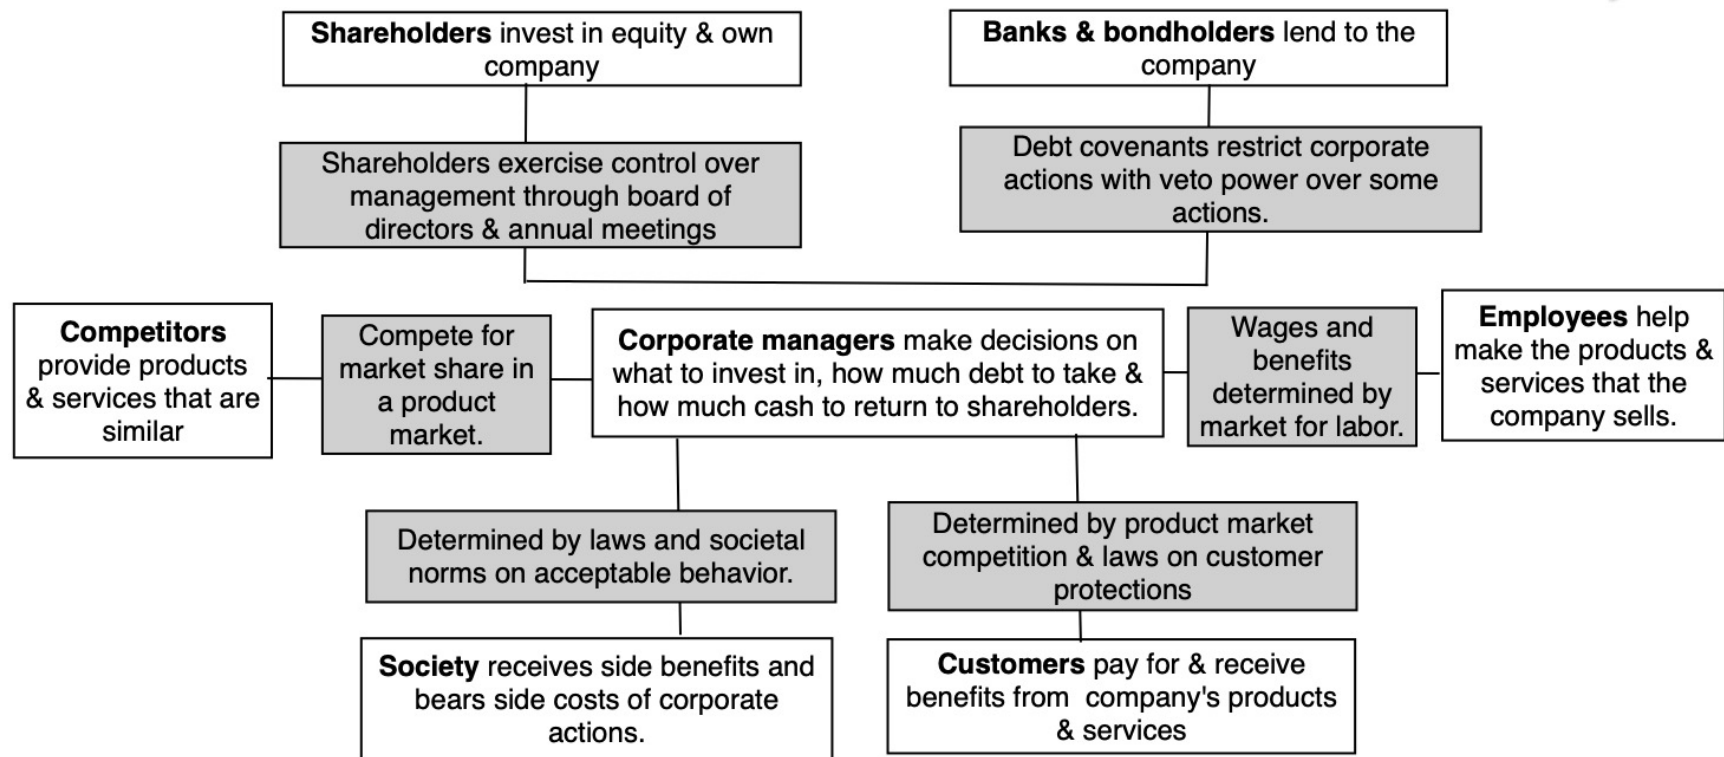 Shareholders invest in equity & own
company
Banks & bondholders lend to the
company
Shareholders exercise control over
management through board of
directors & annual meetings
Debt covenants restrict corporate
actions with veto power over some
actions.
Competitors
provide products
& services that are
similar
Compete for
market share in
a product
market.
Corporate managers make decisions on
what to invest in, how much debt to take &
how much cash to return to shareholders.
Wages and
benefits
determined by
market for labor.
Employees help
make the products &
services that the
company sells.
Determined by laws and societal
norms on acceptable behavior.
Determined by product market
competition & laws on customer
protections
Society receives side benefits and
bears side costs of corporate
actions.
Customers pay for & receive
benefits from company's products
& services